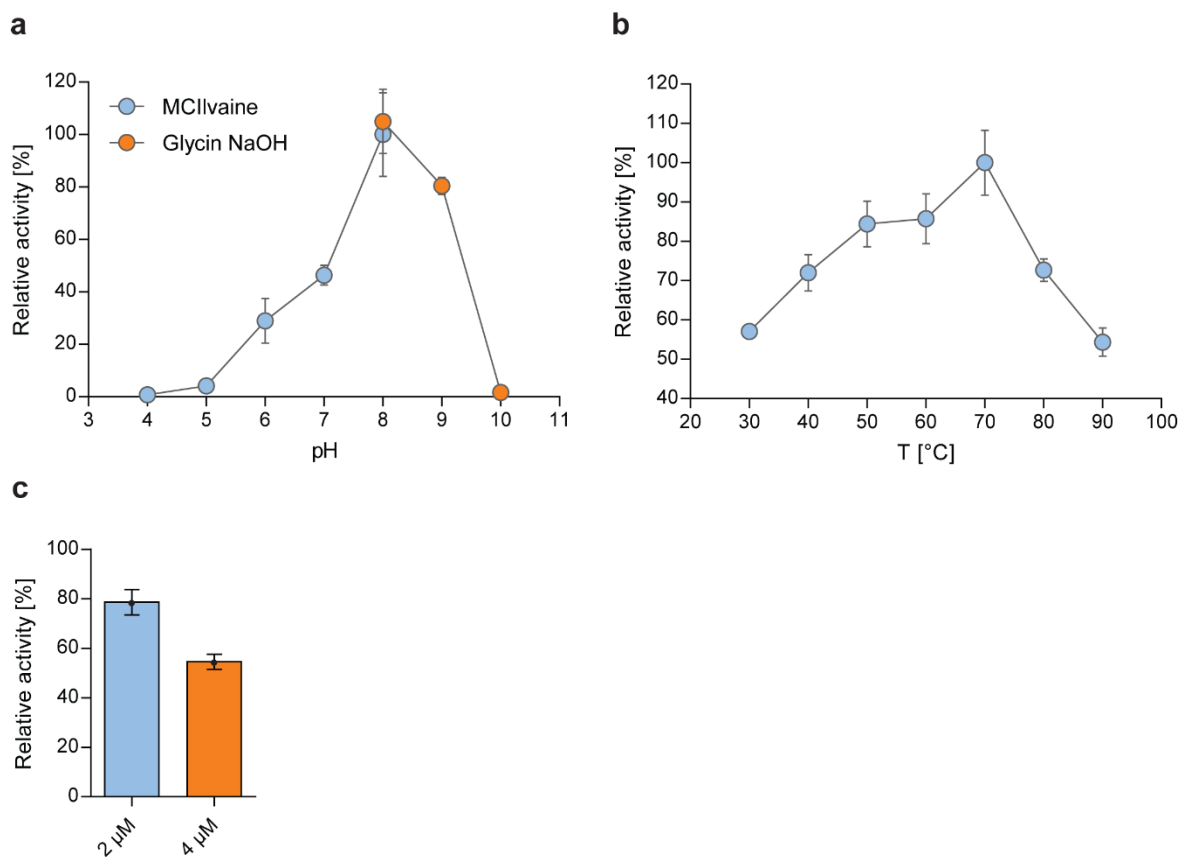 a
Relative activity [%]
120
100
80
60
40
20
0
MCIlvaine
Glycin NaOH
3 4 5 6 7 8 9 10 11
pH
b
Relative activity [%]
120
110
100
90
80
70
60
50
40
20 30 40 50 60 70 80 90 100
T [°C]
c
Relative activity [%]
100
80
60
40
20
0
2 µM
4 µM